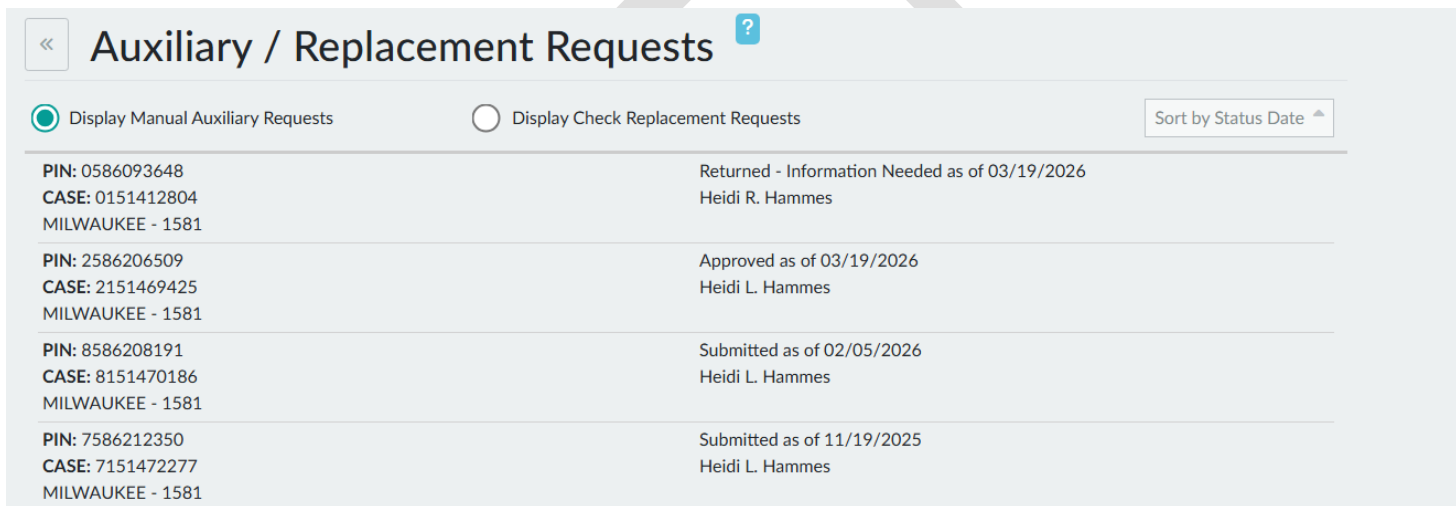 «
Auxiliary / Replacement Requests ?
Display Manual Auxiliary Requests Display Check Replacement Requests Sort by Status Date
PIN: 0586093648 Returned - Information Needed as of 03/19/2026
CASE: 0151412804 Heidi R. Hammes
MILWAUKEE - 1581
PIN: 2586206509 Approved as of 03/19/2026
CASE: 2151469425 Heidi L. Hammes
MILWAUKEE - 1581
PIN: 8586208191 Submitted as of 02/05/2026
CASE: 8151470186 Heidi L. Hammes
MILWAUKEE - 1581
PIN: 7586212350 Submitted as of 11/19/2025
CASE: 7151472277 Heidi L. Hammes
MILWAUKEE - 1581